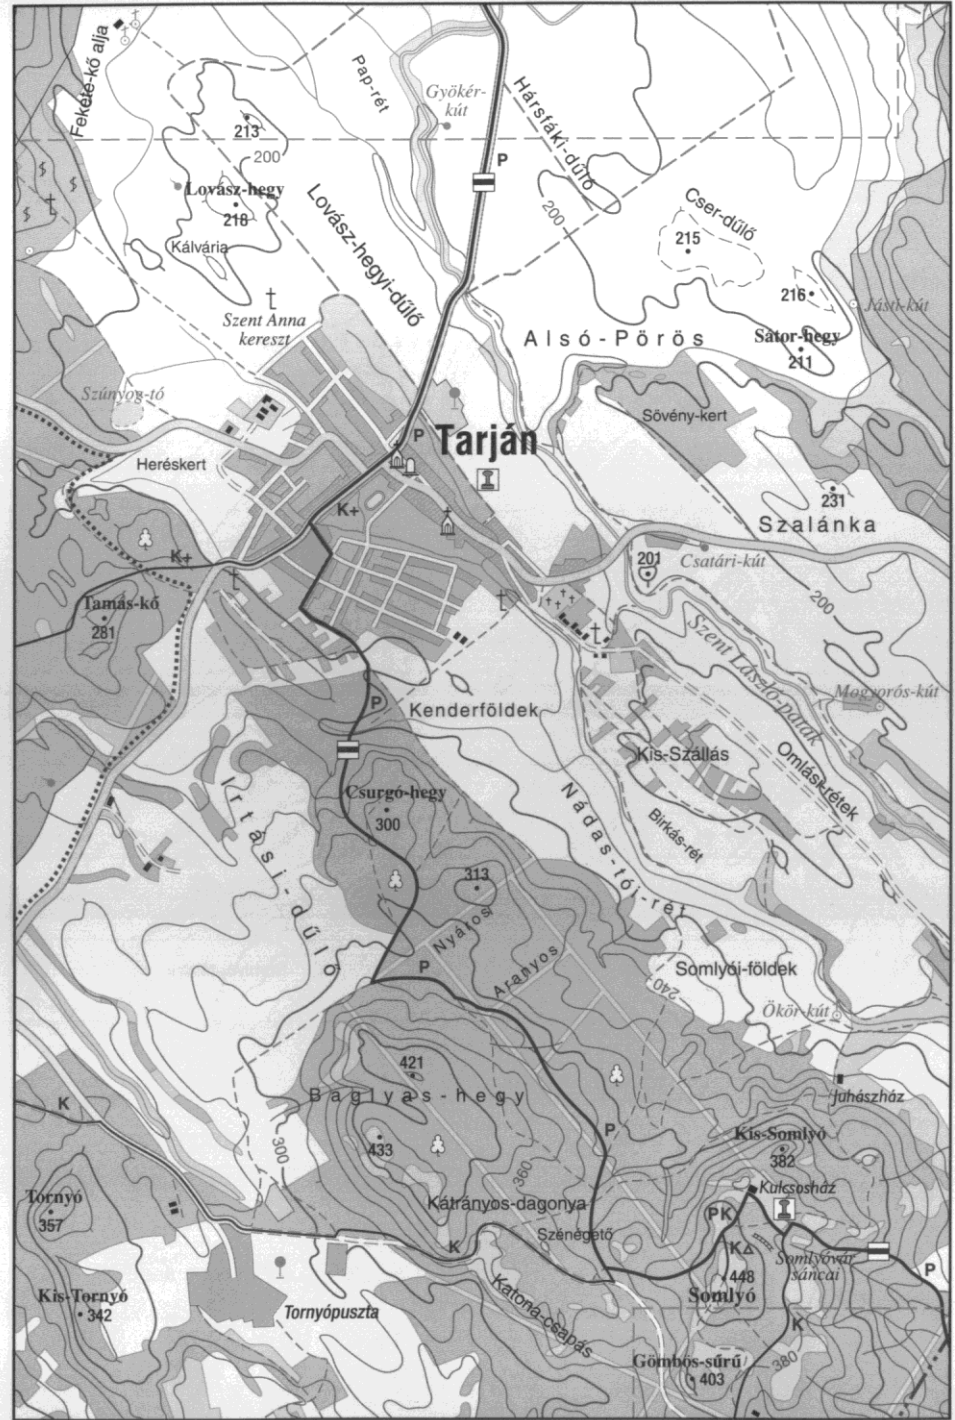 Fekete-kő alja
Pap-rét
Gyökér-
kút
Hársfáki-dűlő
213
200
P
Lovász-hegy
218
Kálvária
Lovász-hegyi-dűlő
200
Cser-dűlő
215
216
Jásti-kút
Szent Anna
kereszt
Alsó-Pörös
Sátor-hegy
211
Szúnyog-tó
Sövény-kert
P
Tarján
Heréskert
231
K+
Szalánka
K+
201
Csatári-kút
Tamás-kő
281
200
Szent László-patak
Mogyorós-kút
P
Kenderföldek
Kis-Szállás
Omlás-rétek
Csurgó-hegy
300
Irtási-dűlő
Nádas-tói-rét
Birkás-rét
313
Nyáros
Aranyos
P
Somlyói-földek
240
Ökör-kút
421
Baglyas-hegy
Juhászház
K
433
300
P
Kis-Somlyó
382
360
Tornyó
357
Kátrányos-dagonya
Kulcsosház
PK
Szénégető
K
K
Somlyóvár
sáncai
P
448
Somlyó
Kis-Tornyó
342
Tornyópuszta
Katona-csapás
K
Gömbös-sűrű
403
380